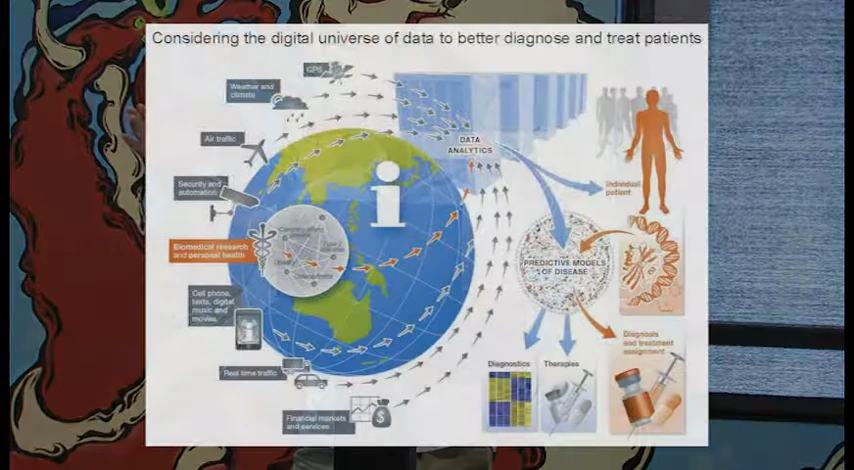 Considering the digital universe of data to better diagnose and treat patients
GPS
Weather and
climate
Air traffic
Security and
automation
Biomedical research
and personal health
Cell phone,
texts, digital
music and
movies
Real time traffic
Financial markets
and services
i
DATA
ANALYTICS
Individual
patient
PREDICTIVE MODELS
OF DISEASE
Diagnosis
and treatment
assignment
Diagnostics
Therapies
$